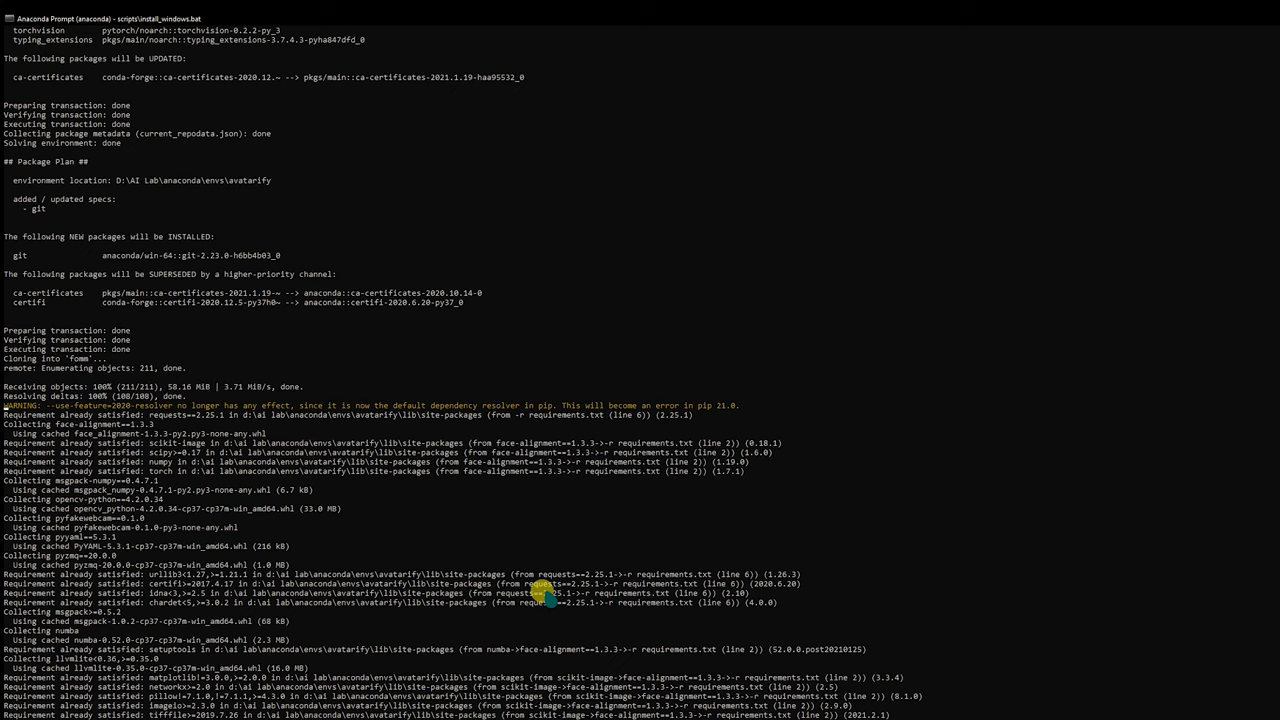 Anaconda Prompt (anaconda) - scripts\install_windows.bat
torchvision pytorch/noarch::torchvision-0.2.2-py_3
typing_extensions pkgs/main/noarch::typing_extensions-3.7.4.3-pyha847dfd_0
The following packages will be UPDATED:
ca-certificates conda-forge::ca-certificates-2020.12.~ --> pkgs/main::ca-certificates-2021.1.19-haa95532_0
Preparing transaction: done
Verifying transaction: done
Executing transaction: done
Collecting package metadata (current_repodata.json): done
Solving environment: done
## Package Plan ##
environment location: D:\AI Lab\anaconda\envs\avatarify
added / updated specs:
- git
The following NEW packages will be INSTALLED:
git anaconda/win-64::git-2.23.0-h6bb4b03_0
The following packages will be SUPERSEDED by a higher-priority channel:
ca-certificates pkgs/main::ca-certificates-2021.1.19-~ --> anaconda::ca-certificates-2020.10.14-0
certifi conda-forge::certifi-2020.12.5-py37h0~ --> anaconda::certifi-2020.6.20-py37_0
Preparing transaction: done
Verifying transaction: done
Executing transaction: done
Cloning into 'fomm'...
remote: Enumerating objects: 211, done.
Receiving objects: 100% (211/211), 58.16 MiB | 3.71 MiB/s, done.
Resolving deltas: 100% (108/108), done.
WARNING: --use-feature=2020-resolver no longer has any effect, since it is now the default dependency resolver in pip. This will become an error in pip 21.0.
Requirement already satisfied: requests==2.25.1 in d:\ai lab\anaconda\envs\avatarify\lib\site-packages (from -r requirements.txt (line 6)) (2.25.1)
Collecting face-alignment==1.3.3
Using cached face_alignment-1.3.3-py2.py3-none-any.whl
Requirement already satisfied: scikit-image in d:\ai lab\anaconda\envs\avatarify\lib\site-packages (from face-alignment==1.3.3->-r requirements.txt (line 2)) (0.18.1)
Requirement already satisfied: scipy>=0.17 in d:\ai lab\anaconda\envs\avatarify\lib\site-packages (from face-alignment==1.3.3->-r requirements.txt (line 2)) (1.6.0)
Requirement already satisfied: numpy in d:\ai lab\anaconda\envs\avatarify\lib\site-packages (from face-alignment==1.3.3->-r requirements.txt (line 2)) (1.19.0)
Requirement already satisfied: torch in d:\ai lab\anaconda\envs\avatarify\lib\site-packages (from face-alignment==1.3.3->-r requirements.txt (line 2)) (1.7.1)
Collecting msgpack-numpy==0.4.7.1
Using cached msgpack_numpy-0.4.7.1-py2.py3-none-any.whl (6.7 kB)
Collecting opencv-python==4.2.0.34
Using cached opencv_python-4.2.0.34-cp37-cp37m-win_amd64.whl (33.0 MB)
Collecting pyfakewebcam==0.1.0
Using cached pyfakewebcam-0.1.0-py3-none-any.whl
Collecting pyyaml==5.3.1
Using cached PyYAML-5.3.1-cp37-cp37m-win_amd64.whl (216 kB)
Collecting pyzmq==20.0.0
Using cached pyzmq-20.0.0-cp37-cp37m-win_amd64.whl (1.0 MB)
Requirement already satisfied: urllib3<1.27,>=1.21.1 in d:\ai lab\anaconda\envs\avatarify\lib\site-packages (from requests==2.25.1->-r requirements.txt (line 6)) (1.26.3)
Requirement already satisfied: certifi>=2017.4.17 in d:\ai lab\anaconda\envs\avatarify\lib\site-packages (from requests==2.25.1->-r requirements.txt (line 6)) (2020.6.20)
Requirement already satisfied: idna<3,>=2.5 in d:\ai lab\anaconda\envs\avatarify\lib\site-packages (from requests==2.25.1->-r requirements.txt (line 6)) (2.10)
Requirement already satisfied: chardet<5,>=3.0.2 in d:\ai lab\anaconda\envs\avatarify\lib\site-packages (from requests==2.25.1->-r requirements.txt (line 6)) (4.0.0)
Collecting msgpack>=0.5.2
Using cached msgpack-1.0.2-cp37-cp37m-win_amd64.whl (68 kB)
Collecting numba
Using cached numba-0.52.0-cp37-cp37m-win_amd64.whl (2.3 MB)
Requirement already satisfied: setuptools in d:\ai lab\anaconda\envs\avatarify\lib\site-packages (from numba->face-alignment==1.3.3->-r requirements.txt (line 2)) (52.0.0.post20210125)
Collecting llvmlite<0.36,>=0.35.0
Using cached llvmlite-0.35.0-cp37-cp37m-win_amd64.whl (16.0 MB)
Requirement already satisfied: matplotlib!=3.0.0,>=2.0.0 in d:\ai lab\anaconda\envs\avatarify\lib\site-packages (from scikit-image->face-alignment==1.3.3->-r requirements.txt (line 2)) (3.3.4)
Requirement already satisfied: networkx>=2.0 in d:\ai lab\anaconda\envs\avatarify\lib\site-packages (from scikit-image->face-alignment==1.3.3->-r requirements.txt (line 2)) (2.5)
Requirement already satisfied: pillow!=7.1.0,!=7.1.1,>=4.3.0 in d:\ai lab\anaconda\envs\avatarify\lib\site-packages (from scikit-image->face-alignment==1.3.3->-r requirements.txt (line 2)) (8.1.0)
Requirement already satisfied: imageio>=2.3.0 in d:\ai lab\anaconda\envs\avatarify\lib\site-packages (from scikit-image->face-alignment==1.3.3->-r requirements.txt (line 2)) (2.9.0)
Requirement already satisfied: tifffile>=2019.7.26 in d:\ai lab\anaconda\envs\avatarify\lib\site-packages (from scikit-image->face-alignment==1.3.3->-r requirements.txt (line 2)) (2021.2.1)